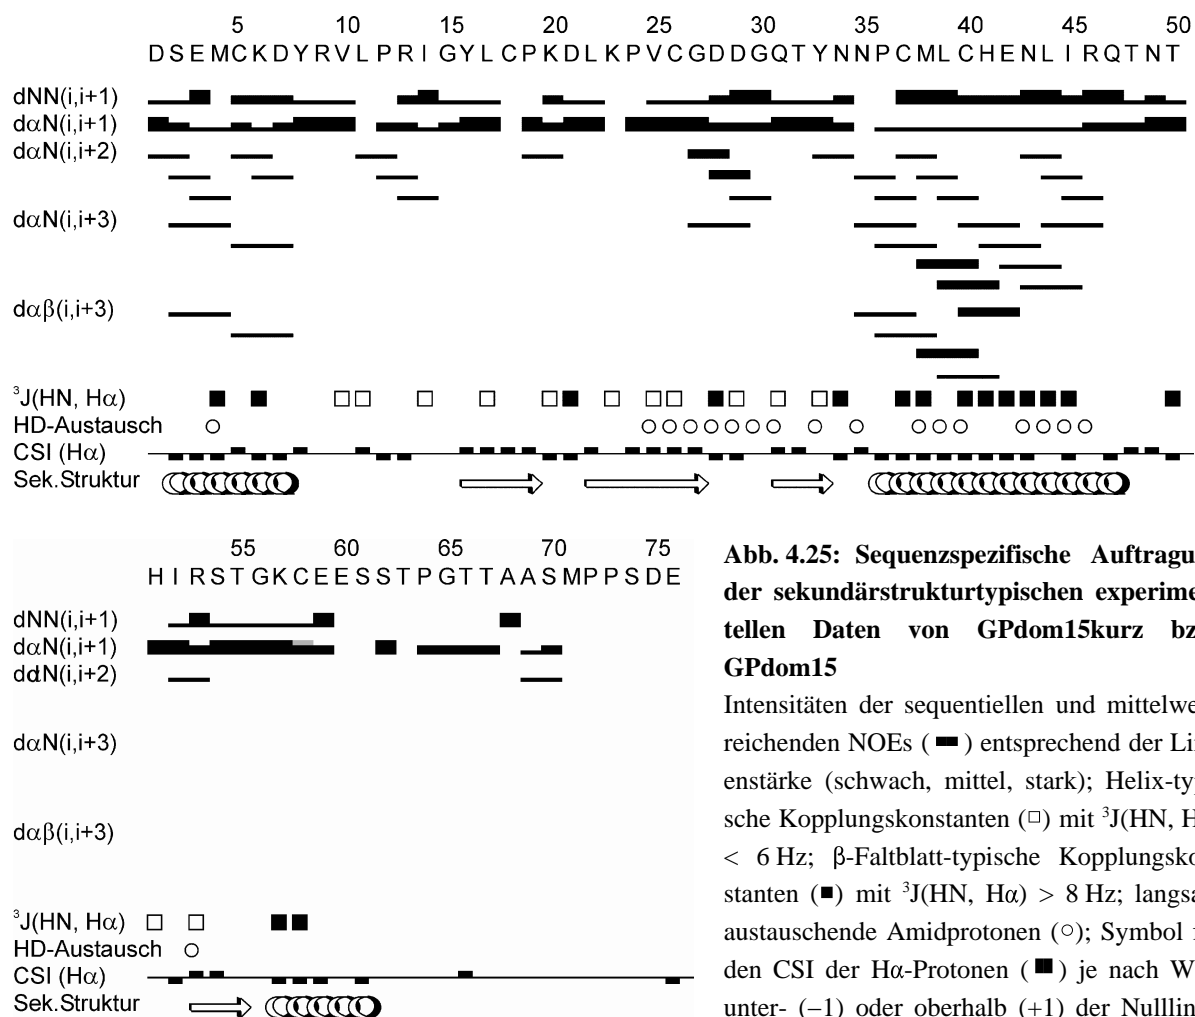 5 10 15 20 25 30 35 40 45 50
D S E M C K D Y R V L P R I G Y L C P K D L K P V C G D D G Q T Y N N P C M L C H E N L I R Q T N T
dNN(i,i+1)
dαN(i,i+1)
dαN(i,i+2)
dαN(i,i+3)
dαβ(i,i+3)
³J(HN, Hα)
HD-Austausch
CSI (Hα)
Sek.Struktur
55 60 65 70 75
H I R S T G K C E E S S T P G T T A A S M P P S D E
dNN(i,i+1)
dαN(i,i+1)
dαN(i,i+2)
dαN(i,i+3)
dαβ(i,i+3)
³J(HN, Hα)
HD-Austausch
CSI (Hα)
Sek.Struktur
Abb. 4.25: Sequenzspezifische Auftragu
der sekundärstrukturtypischen experime
tellen Daten von GPdom15kurz bz
GPdom15
Intensitäten der sequentiellen und mittelwe
reichenden NOEs ( ) entsprechend der Li
enstärke (schwach, mittel, stark); Helix-ty
sche Kopplungskonstanten (□) mit ³J(HN, H
< 6 Hz; β-Faltblatt-typische Kopplungsko
stanten (■) mit ³J(HN, Hα) > 8 Hz; langsa
austauschende Amidprotonen (○); Symbol
den CSI der Hα-Protonen ( ) je nach W
unter- (–1) oder oberhalb (+1) der Nulllin